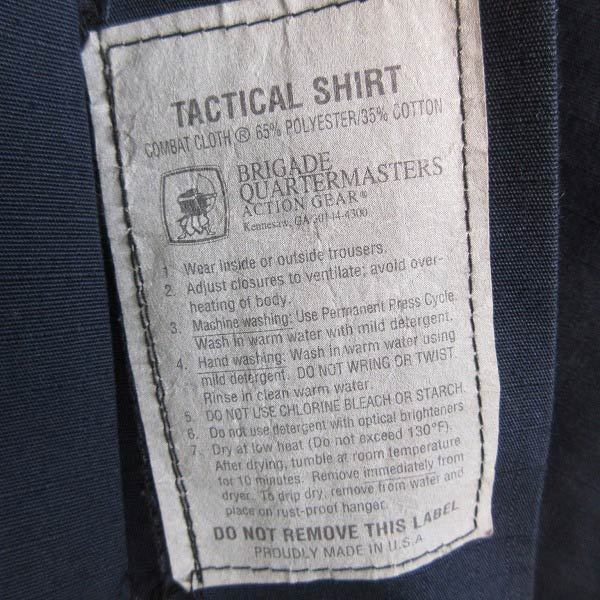 TACTICAL SHIRT
COMBAT CLOTH ® 65% POLYESTER/35% COTTON
BRIGADE
QUARTERMASTERS
ACTION GEAR®
Kennesaw, GA 30144-4300
1. Wear inside or outside trousers.
2. Adjust closures to ventilate; avoid over-
heating of body.
3. Machine washing: Use Permanent Press Cycle.
Wash in warm water with mild detergent.
4. Hand washing: Wash in warm water using
mild detergent. DO NOT WRING OR TWIST.
Rinse in clean warm water.
5. DO NOT USE CHLORINE BLEACH OR STARCH.
6. Do not use detergent with optical brighteners
7. Dry at low heat (Do not exceed 130°F).
After drying, tumble at room temperature
for 10 minutes. Remove immediately from
dryer. To drip dry, remove from water and
place on rust-proof hanger.
DO NOT REMOVE THIS LABEL
PROUDLY MADE IN U.S.A